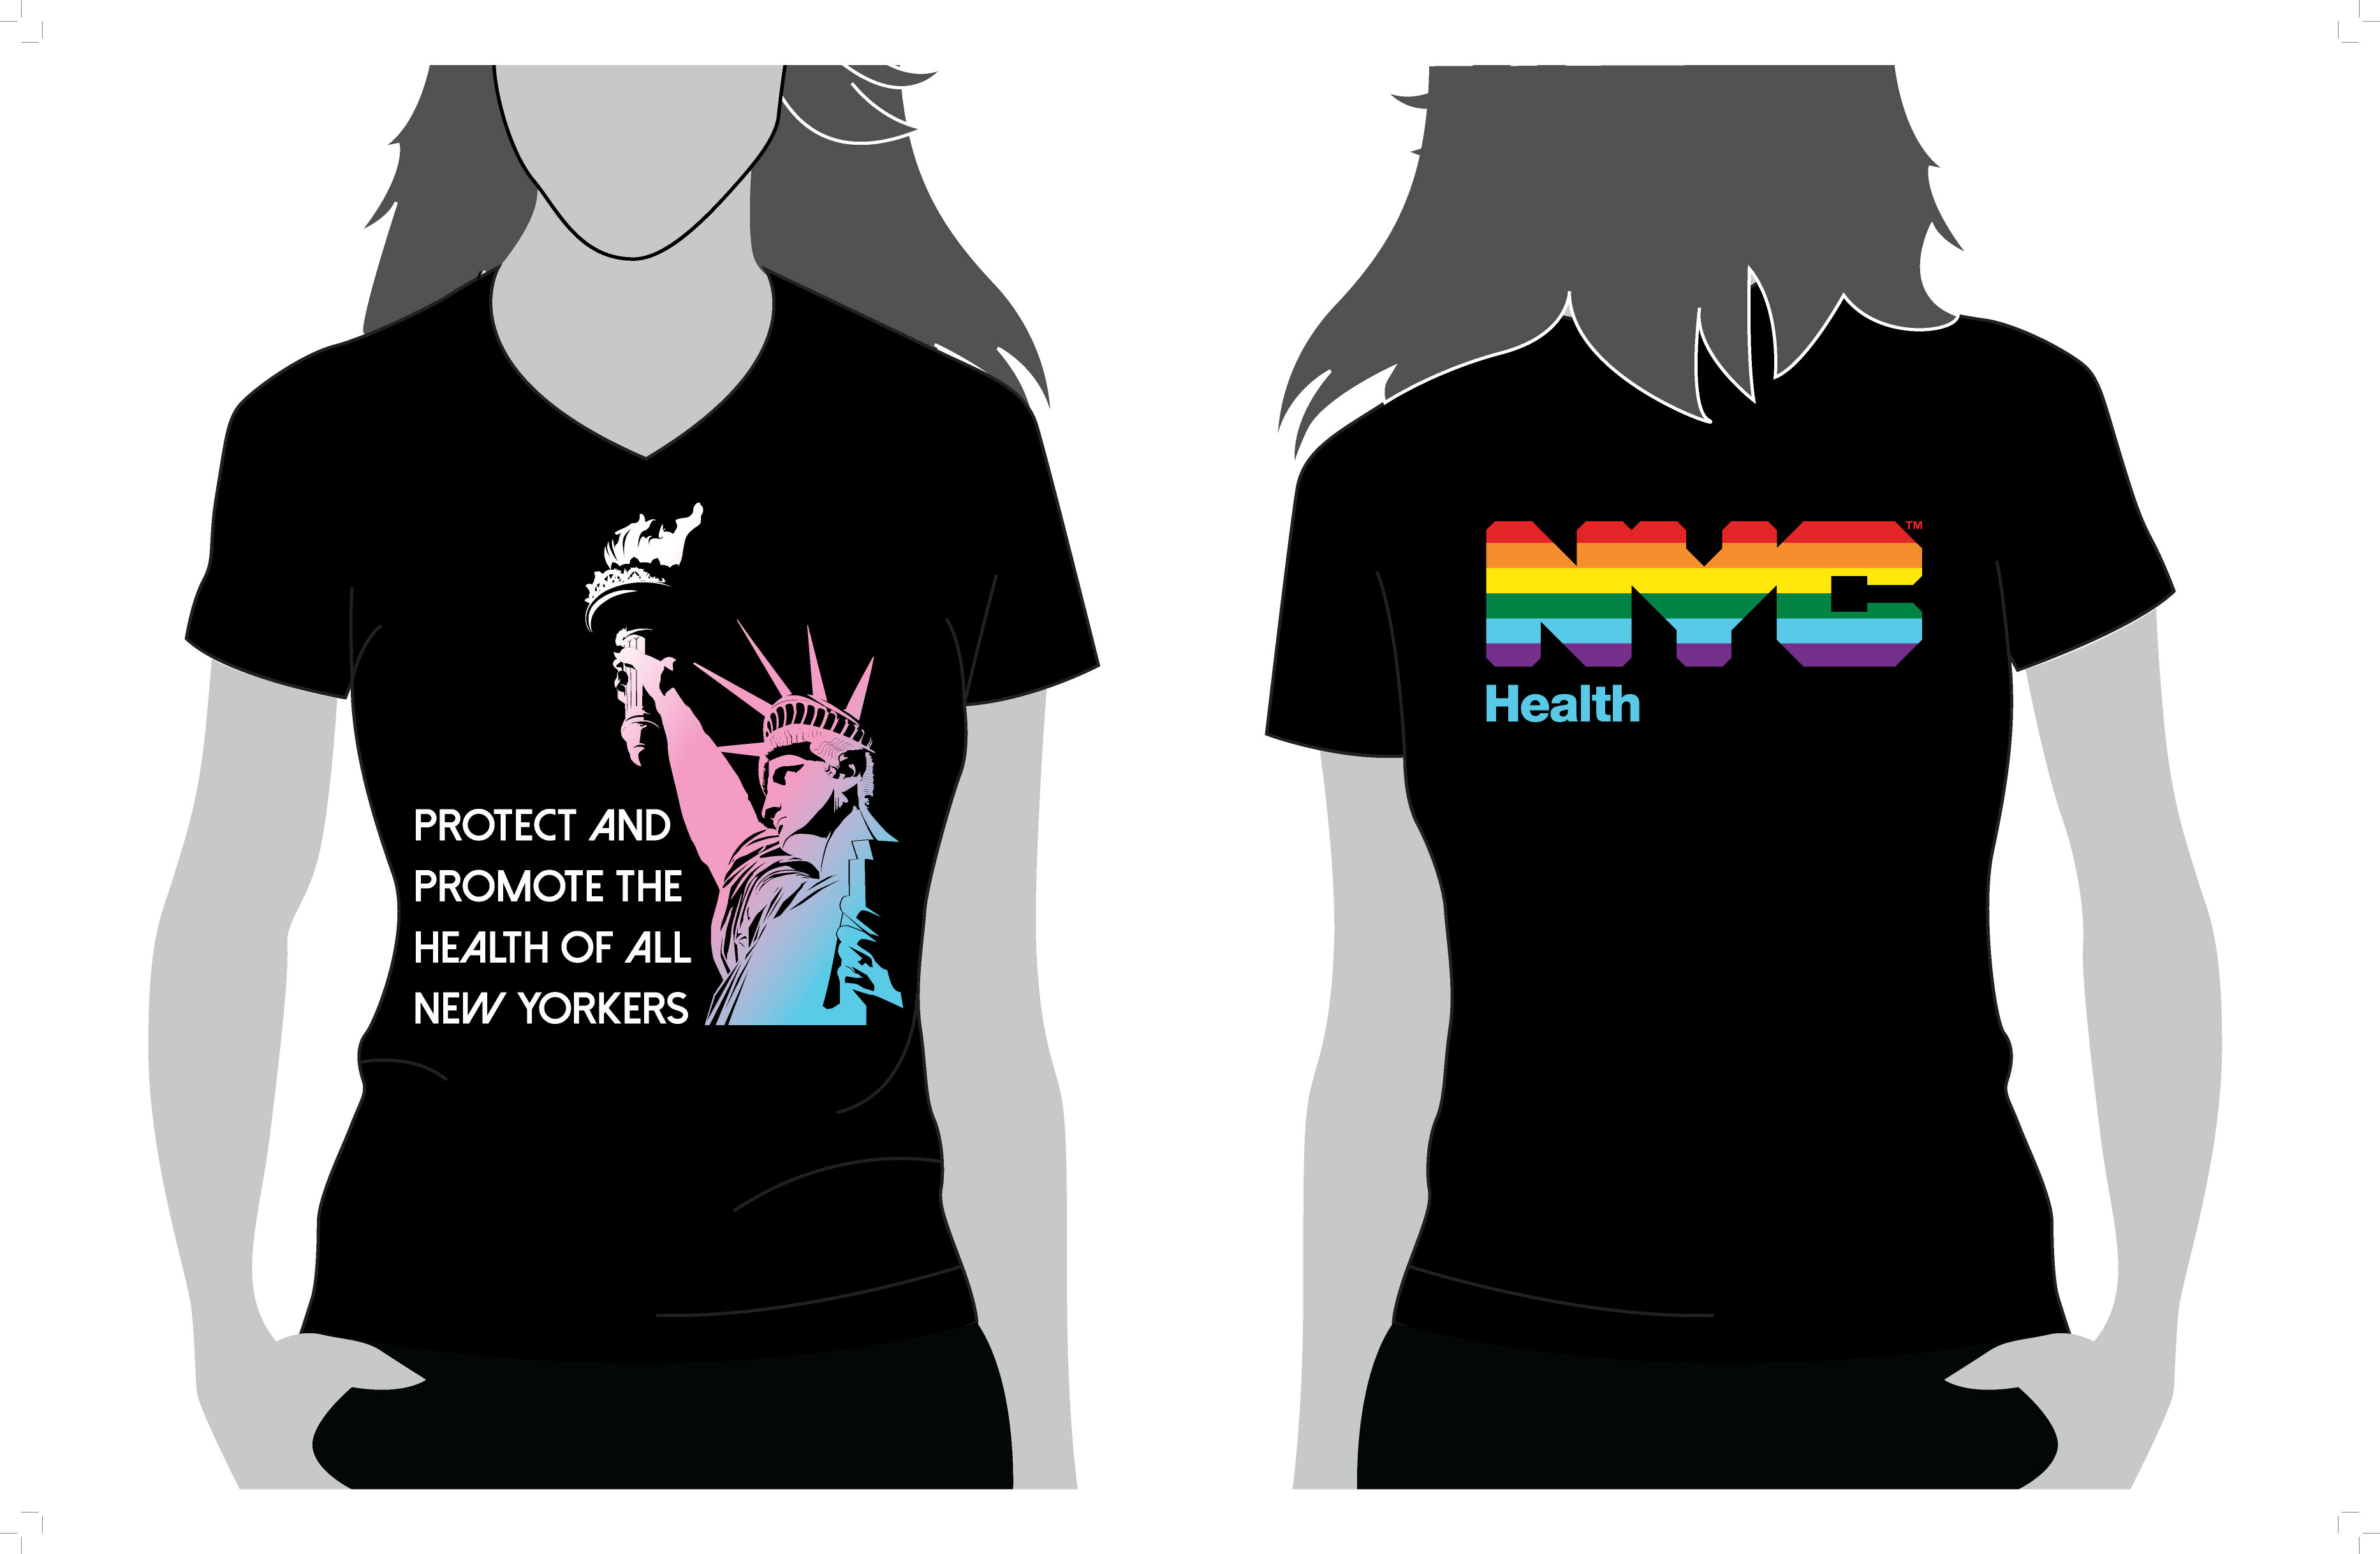 PROTECT AND
PROMOTE THE
HEALTH OF ALL
NEW YORKERS
NYC™
Health